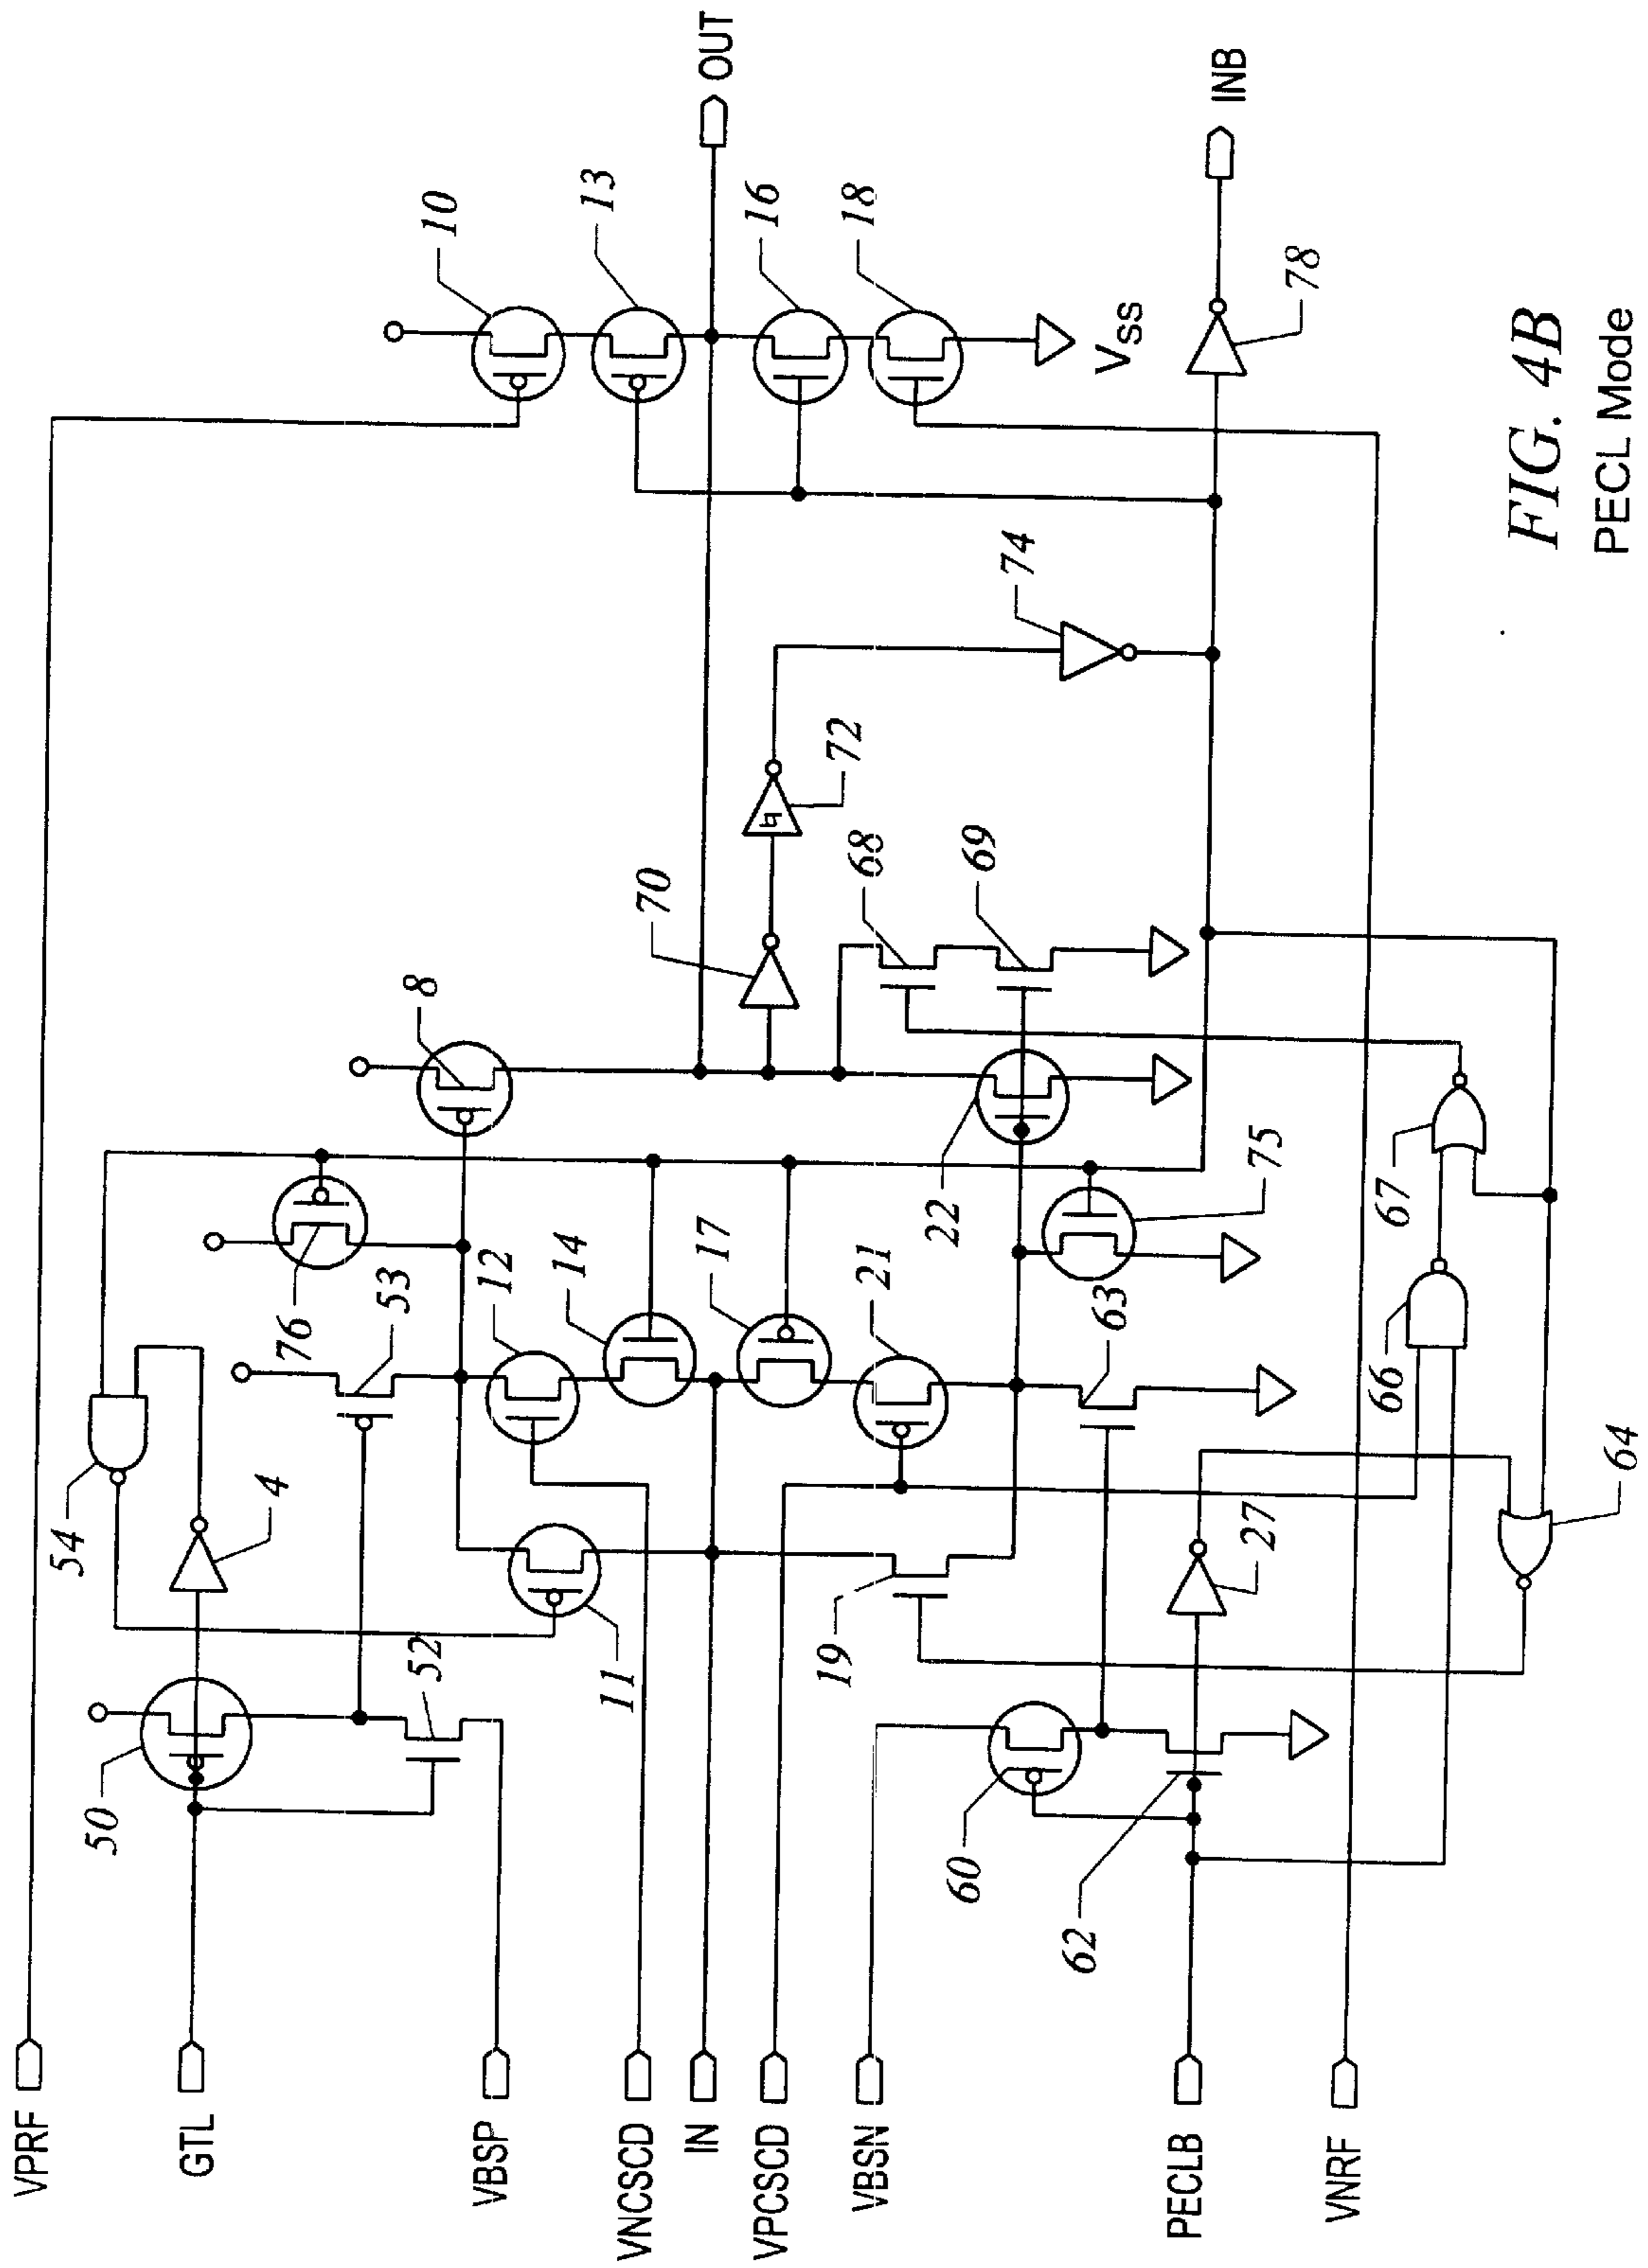 VPRF
GTL
VBSP
VNCSCD
IN
VPCSCD
VBSN
PECLB
VNRF
50
52
54
4
11
53
76
12
14
17
21
19
60
62
27
63
64
66
67
75
22
8
70
68
69
72
74
10
13
16
18
VSS
78
OUT
INB
FIG. 4B
PECL Mode